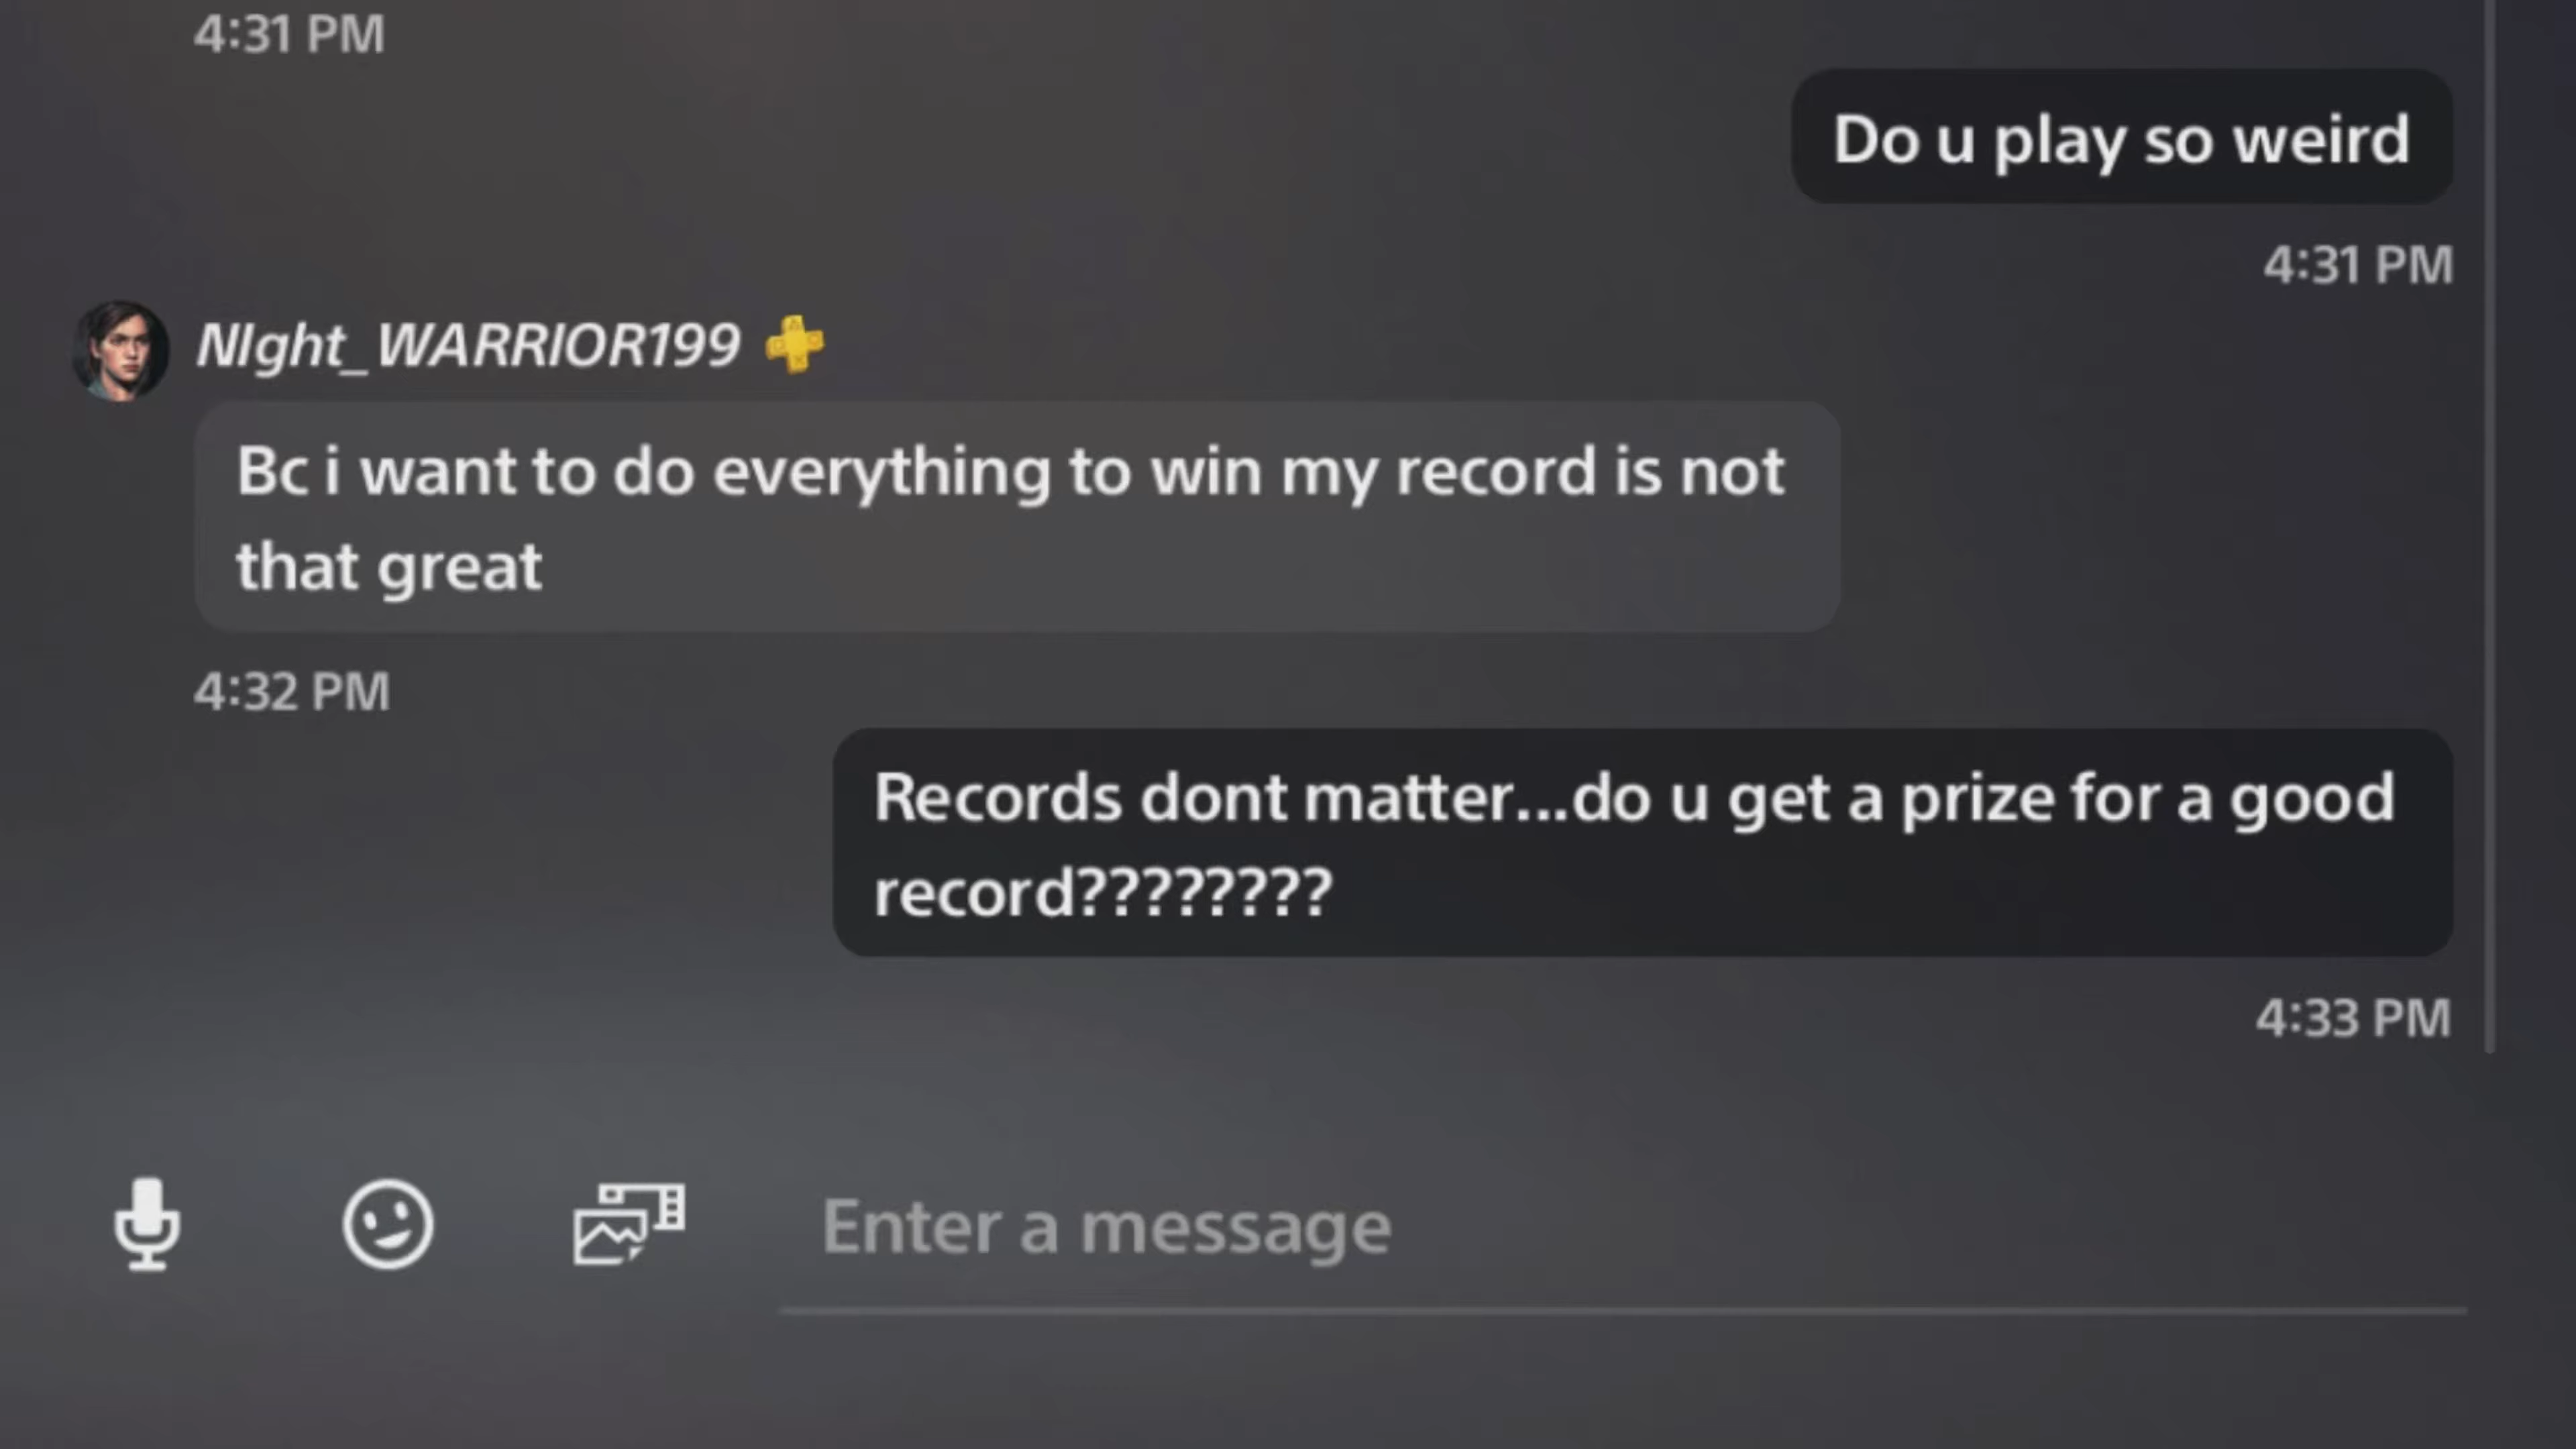 4:31 PM
Do u play so weird
4:31 PM
NIght_WARRIOR199
Bc i want to do everything to win my record is not
that great
4:32 PM
Records dont matter...do u get a prize for a good
record????????
4:33 PM
Enter a message